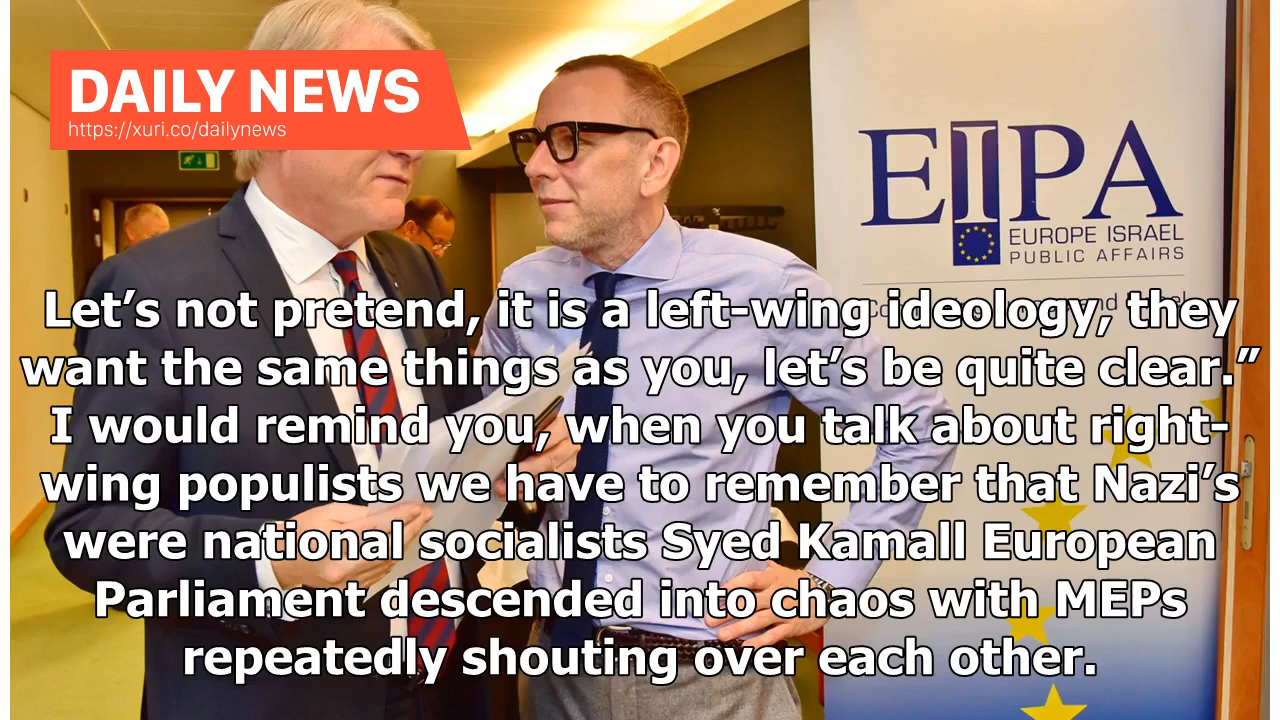 DAILY NEWS
https://xuri.co/dailynews
EIPA
EUROPE ISRAEL
PUBLIC AFFAIRS
Let’s not pretend, it is a left-wing ideology, they
want the same things as you, let’s be quite clear.”
I would remind you, when you talk about right-
wing populists we have to remember that Nazi’s
were national socialists Syed Kamall European
Parliament descended into chaos with MEPs
repeatedly shouting over each other.